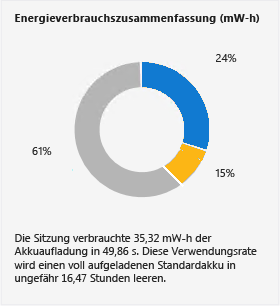 Energieverbrauchszusammenfassung (mW-h)
24%
61%
15%
Die Sitzung verbrauchte 35,32 mW-h der
Akkuaufladung in 49,86 s. Diese Verwendungsrate
wird einen voll aufgeladenen Standardakku in
ungefähr 16,47 Stunden leeren.